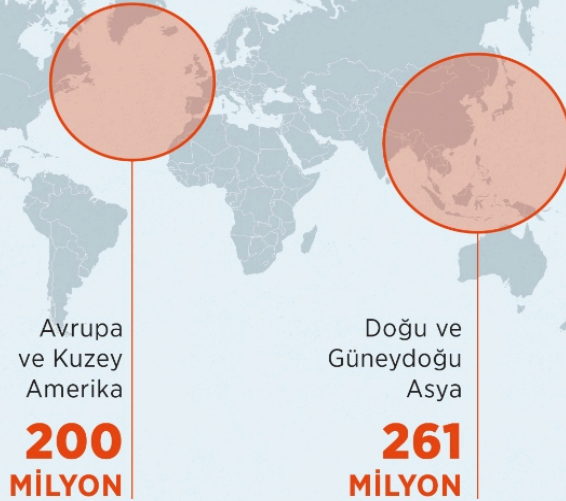 Avrupa
ve Kuzey
Amerika
200
MİLYON
Doğu ve
Güneydoğu
Asya
261
MİLYON